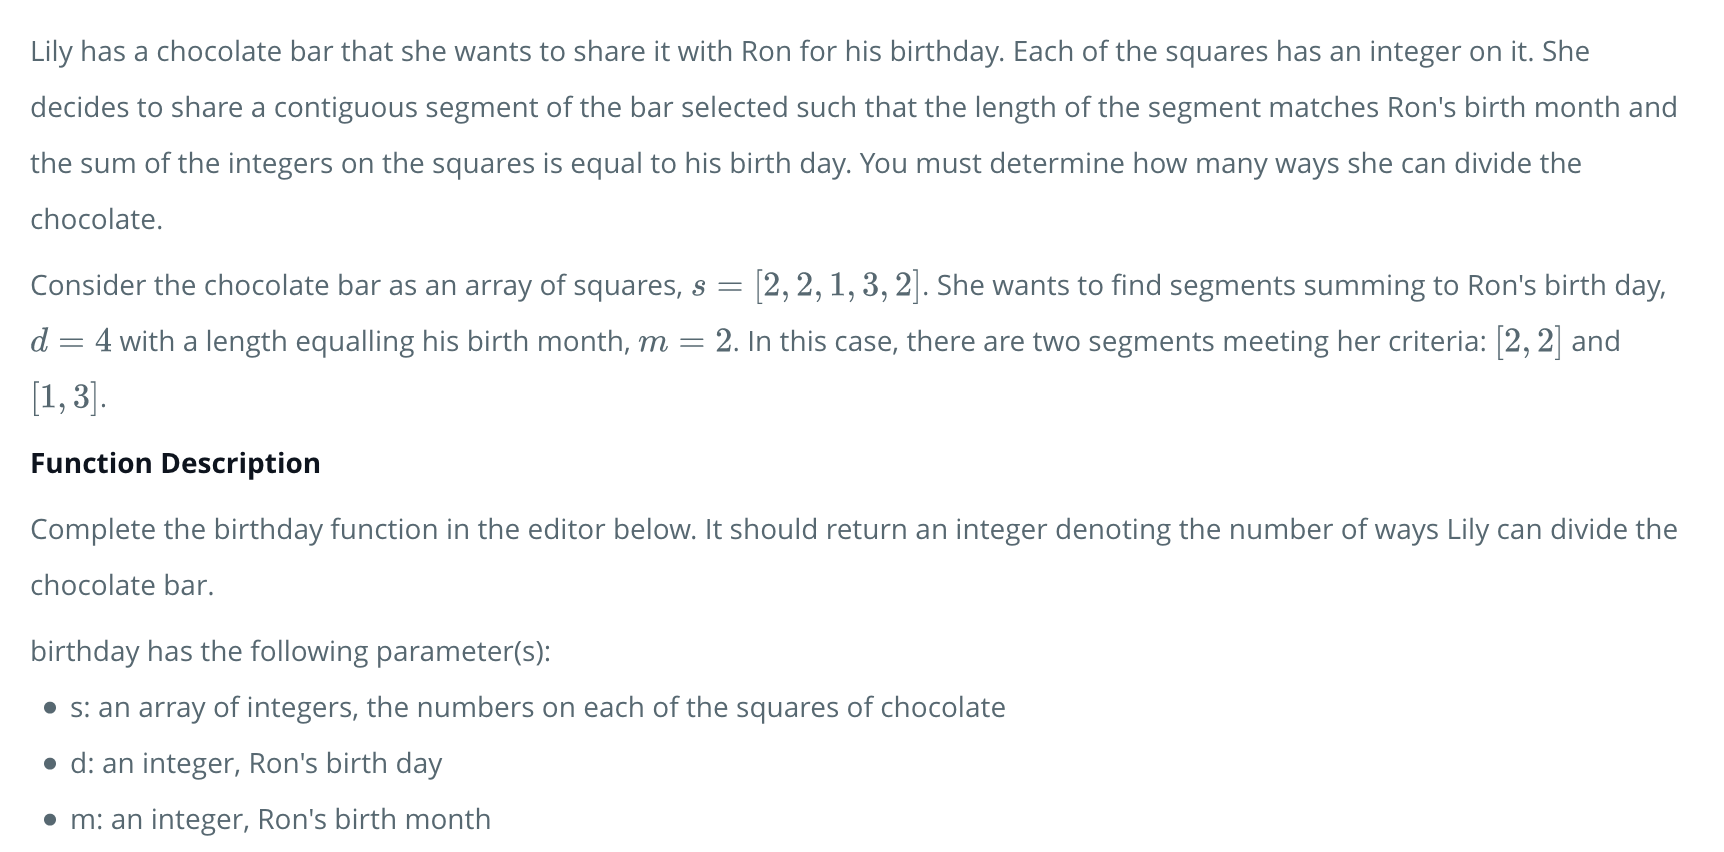 Lily has a chocolate bar that she wants to share it with Ron for his birthday. Each of the squares has an integer on it. She
decides to share a contiguous segment of the bar selected such that the length of the segment matches Ron's birth month and
the sum of the integers on the squares is equal to his birth day. You must determine how many ways she can divide the
chocolate.
Consider the chocolate bar as an array of squares, s = [2, 2, 1, 3, 2]. She wants to find segments summing to Ron's birth day,
d = 4 with a length equalling his birth month, m = 2. In this case, there are two segments meeting her criteria: [2, 2] and
[1, 3].
Function Description
Complete the birthday function in the editor below. It should return an integer denoting the number of ways Lily can divide the
chocolate bar.
birthday has the following parameter(s):
• s: an array of integers, the numbers on each of the squares of chocolate
• d: an integer, Ron's birth day
• m: an integer, Ron's birth month